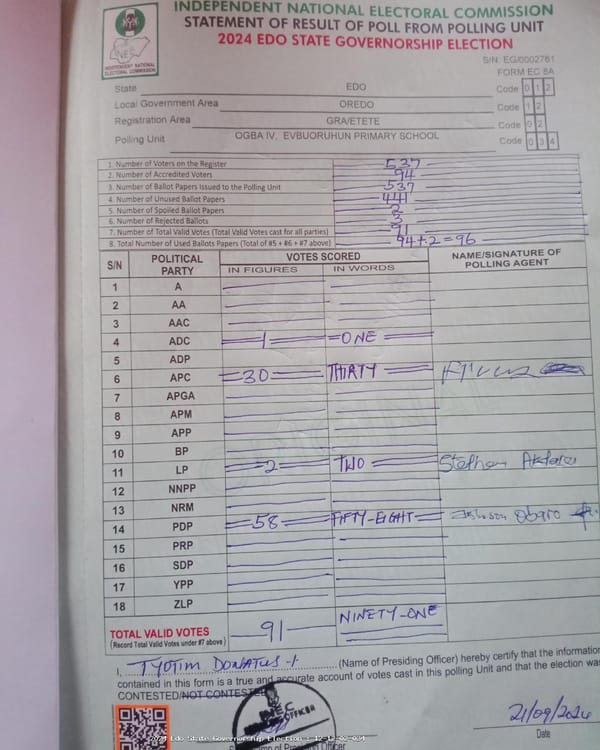 INDEPENDENT NATIONAL ELECTORAL COMMISSION
STATEMENT OF RESULT OF POLL FROM POLLING UNIT
2024 EDO STATE GOVERNORSHIP ELECTION
INEC
INDEPENDENT NATIONAL
ELECTORAL COMMISSION
S/N: EG/0002761
FORM EC 8A
State EDO Code 0 1 2
Local Government Area OREDO Code 1 2
Registration Area GRA/ETETE Code 0 2
Polling Unit OGBA IV, EVBUORUHUN PRIMARY SCHOOL Code 0 3 4
1. Number of Voters on the Register 537
2. Number of Accredited Voters 94
3. Number of Ballot Papers Issued to the Polling Unit 537
4. Number of Unused Ballot Papers 441
5. Number of Spoiled Ballot Papers 2
6. Number of Rejected Ballots 3
7. Number of Total Valid Votes (Total Valid Votes cast for all parties) 91
8. Total Number of Used Ballots Papers (Total of #5 + #6 + #7 above) 94+2=96
S/N POLITICAL PARTY VOTES SCORED NAME/SIGNATURE OF POLLING AGENT
IN FIGURES IN WORDS
1 A
2 AA
3 AAC
4 ADC 1 ONE
5 ADP
6 APC 30 THIRTY
7 APGA
8 APM
9 APP
10 BP
11 LP 2 TWO Stephen
12 NNPP
13 NRM
14 PDP 58 FIFTY-EIGHT Obaro
15 PRP
16 SDP
17 YPP
18 ZLP
TOTAL VALID VOTES 91 NINETY-ONE
(Record Total Valid Votes under #7 above)
I, TYOTIM DONATUS-T. (Name of Presiding Officer) hereby certify that the information
contained in this form is a true and accurate account of votes cast in this polling Unit and that the election was
CONTESTED/NOT CONTESTED
21/09/2024
Date
2024 Edo State Governorship Election - 12-12-02-034
Officer